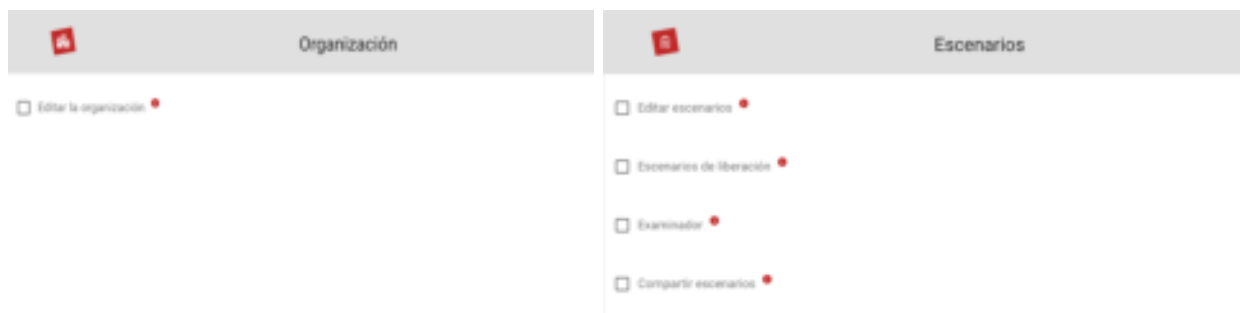 Organización
Editar la organización
Escenarios
Editar escenarios
Escenarios de liberación
Examinador
Compartir escenarios